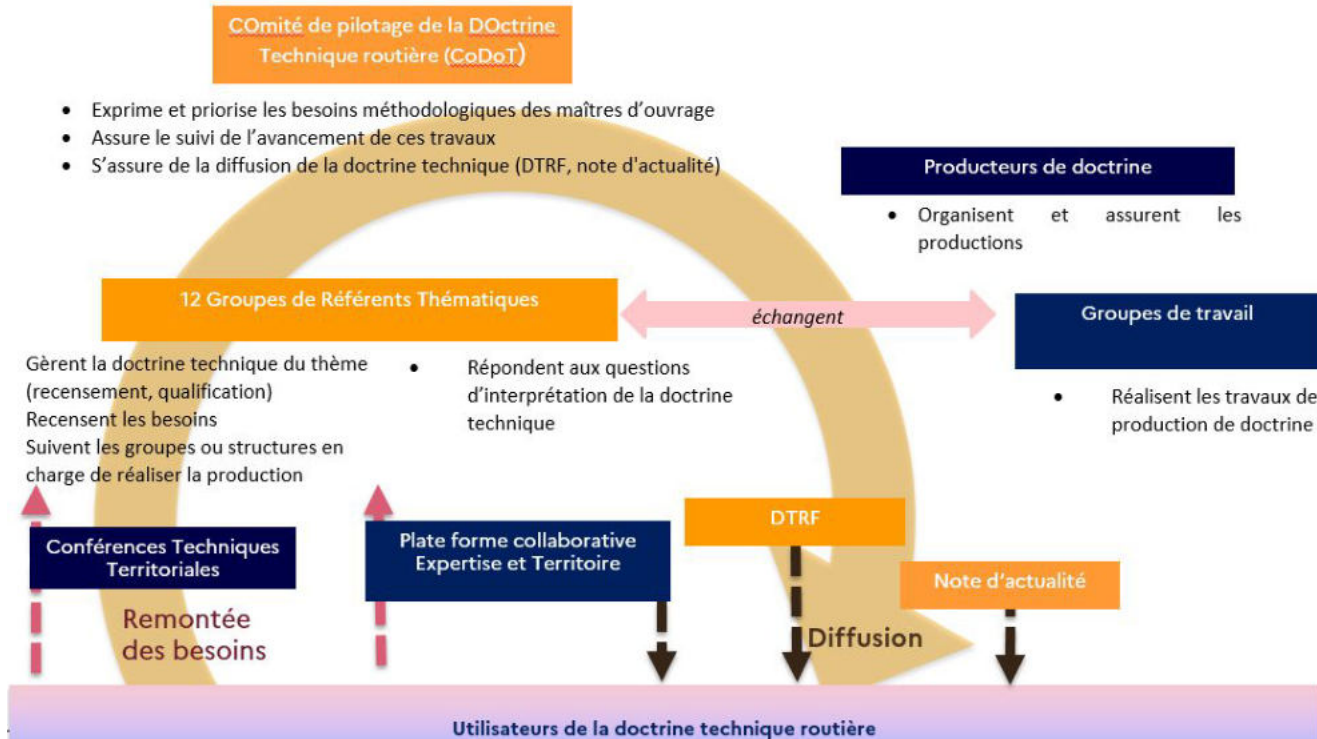 COmité de pilotage de la DOctrine
Technique routière (CoDoT)
• Exprime et priorise les besoins méthodologiques des maîtres d'ouvrage
• Assure le suivi de l'avancement de ces travaux
• S'assure de la diffusion de la doctrine technique (DTRF, note d'actualité)
Producteurs de doctrine
• Organisent et assurent les
productions
12 Groupes de Référents Thématiques
échangent
Groupes de travail
Gèrent la doctrine technique du thème
(recensement, qualification)
Recensent les besoins
Suivent les groupes ou structures en
charge de réaliser la production
• Répondent aux questions
d'interprétation de la doctrine
technique
• Réalisent les travaux de
production de doctrine
Conférences Techniques
Territoriales
Plate forme collaborative
Expertise et Territoire
DTRF
Note d'actualité
Remontée
des besoins
Diffusion
Utilisateurs de la doctrine technique routière